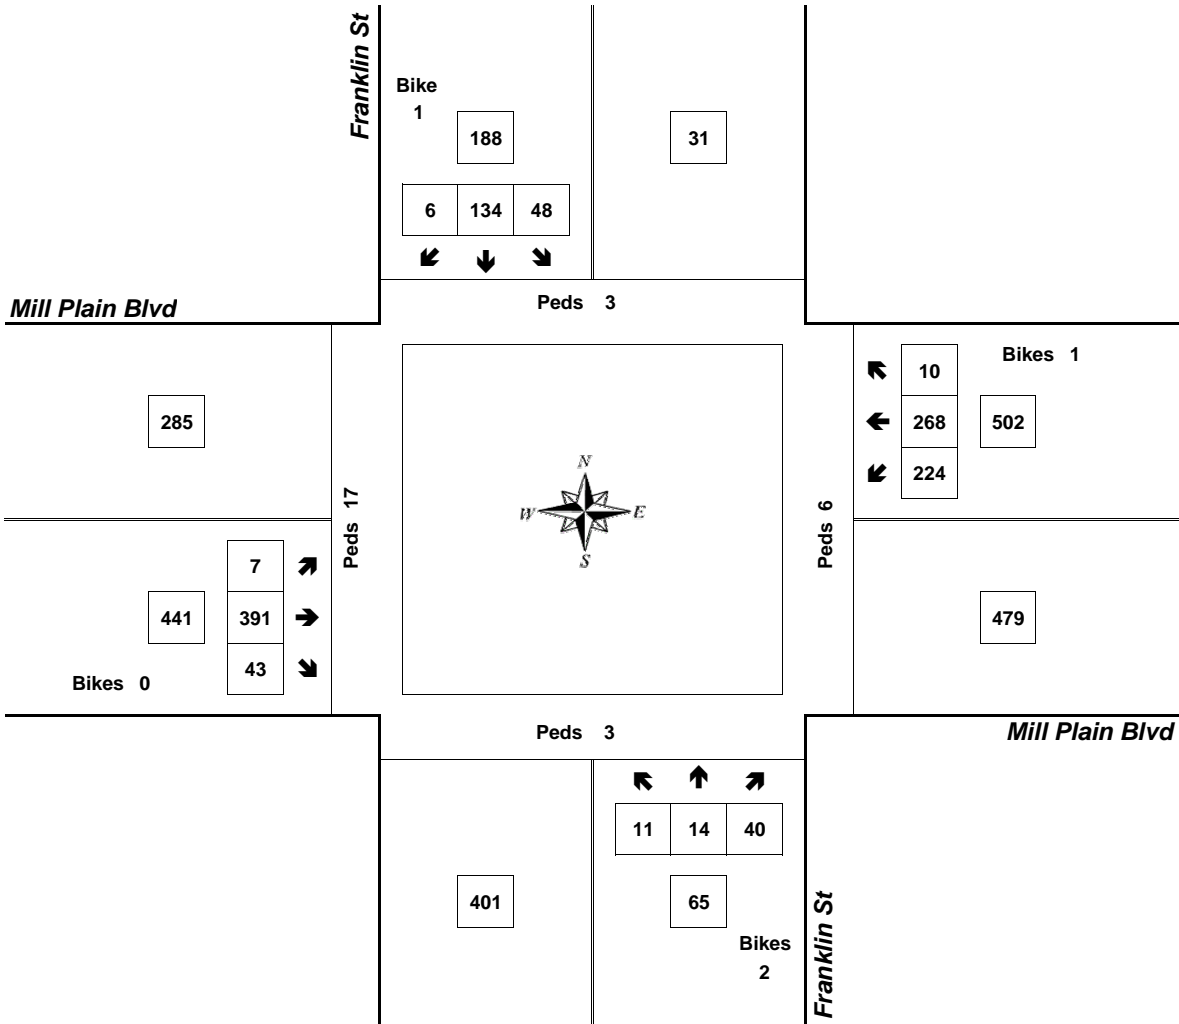 Franklin St
Bike
1
188
31
6 134 48
Mill Plain Blvd
Peds 3
10
Bikes 1
285
268
502
224
N
W E
S
Peds 17
Peds 6
7
441
391
479
43
Bikes 0
Peds 3
Mill Plain Blvd
11 14 40
401
65
Bikes
2
Franklin St